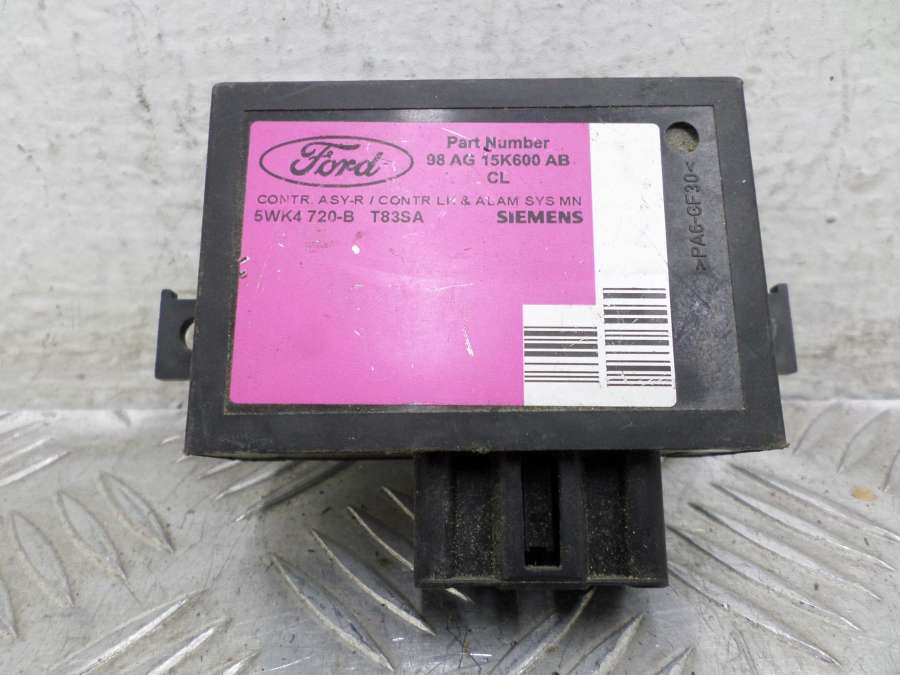 Ford
Part Number
98 AG 15K600 AB
CL
CONTR. ASY-R / CONTR LK & ALAM SYS MN
5WK4 720-B T83SA SIEMENS
>PA6-GF30<